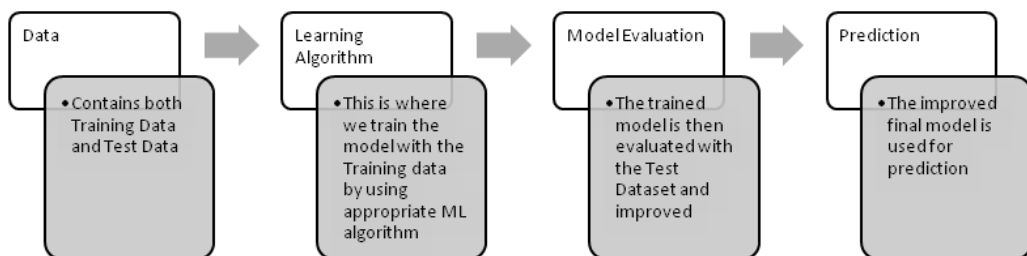 Data
• Contains both
Training Data
and Test Data
Learning
Algorithm
• This is where
we train the
model with the
Training data
by using
appropriate ML
algorithm
Model Evaluation
• The trained
model is then
evaluated with
the Test
Dataset and
improved
Prediction
• The improved
final model is
used for
prediction